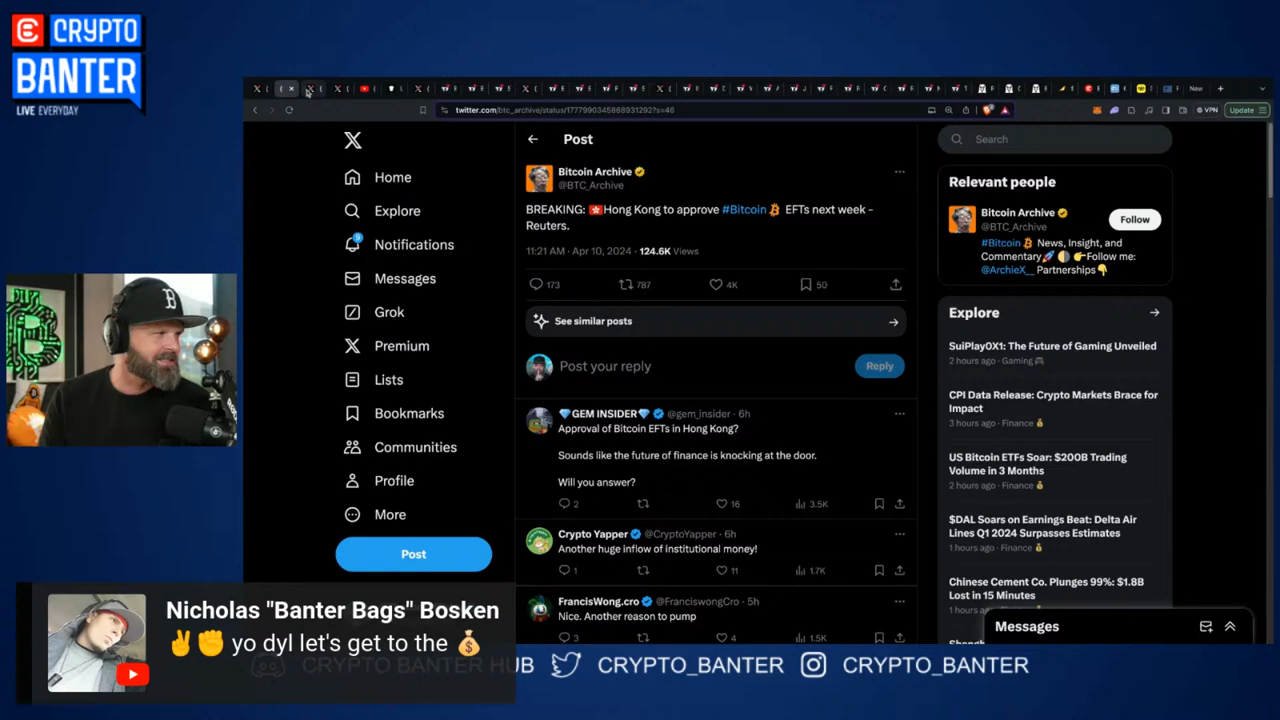 CRYPTO
BANTER
LIVE EVERYDAY
twitter.com/btc_archive/status/1777990345868931292?s=46
VPN
Update
New
Home
Explore
Notifications
9
Messages
Grok
Premium
Lists
Bookmarks
Communities
Profile
More
Post
Post
Bitcoin Archive
@BTC_Archive
BREAKING: 🇭🇰Hong Kong to approve #Bitcoin EFTs next week -
Reuters.
11:21 AM · Apr 10, 2024 · 124.6K Views
173 787 4K 50
See similar posts
Post your reply
Reply
💎GEM INSIDER💎 @gem_insider · 6h
Approval of Bitcoin EFTs in Hong Kong?
Sounds like the future of finance is knocking at the door.
Will you answer?
2 16 3.5K
Crypto Yapper @CryptoYapper · 6h
Another huge inflow of institutional money!
1 11 1.7K
FrancisWong.cro @FranciswongCro · 5h
Nice. Another reason to pump
3 4 1.5K
Search
Relevant people
Bitcoin Archive
@BTC_Archive
Follow
#Bitcoin News, Insight, and
Commentary🚀🌗👉Follow me:
@ArchieX__ Partnerships👇
Explore
SuiPlay0X1: The Future of Gaming Unveiled
2 hours ago · Gaming 🎮
CPI Data Release: Crypto Markets Brace for
Impact
3 hours ago · Finance 💰
US Bitcoin ETFs Soar: $200B Trading
Volume in 3 Months
2 hours ago · Finance 💰
$DAL Soars on Earnings Beat: Delta Air
Lines Q1 2024 Surpasses Estimates
1 hours ago · Finance 💰
Chinese Cement Co. Plunges 99%: $1.8B
Lost in 15 Minutes
Messages
Nicholas "Banter Bags" Bosken
✌✊ yo dyl let's get to the 💰
CRYPTO BANTER HUB
CRYPTO_BANTER
CRYPTO_BANTER